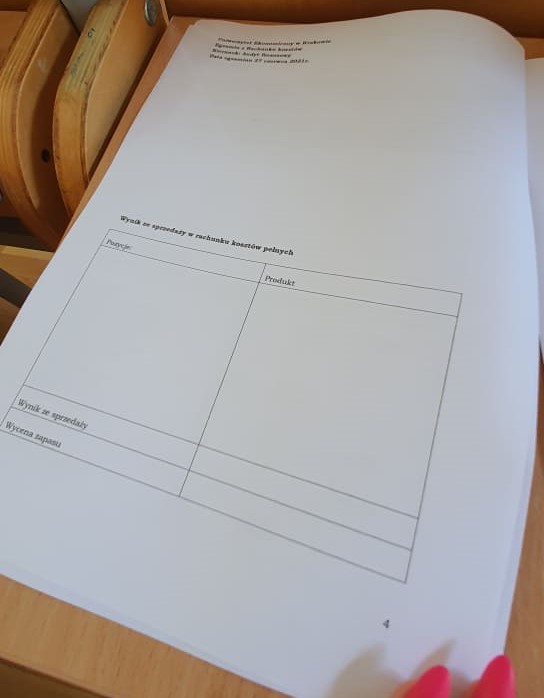 Uniwersytet Ekonomiczny w Krakowie
Egzamin z Rachunku kosztów
Kierunek: Audyt finansowy
Data egzaminu 27 czerwca 2021r.
Wynik ze sprzedaży w rachunku kosztów pełnych
Pozycje:
Produkt
Wynik ze sprzedaży
Wycena zapasu
4